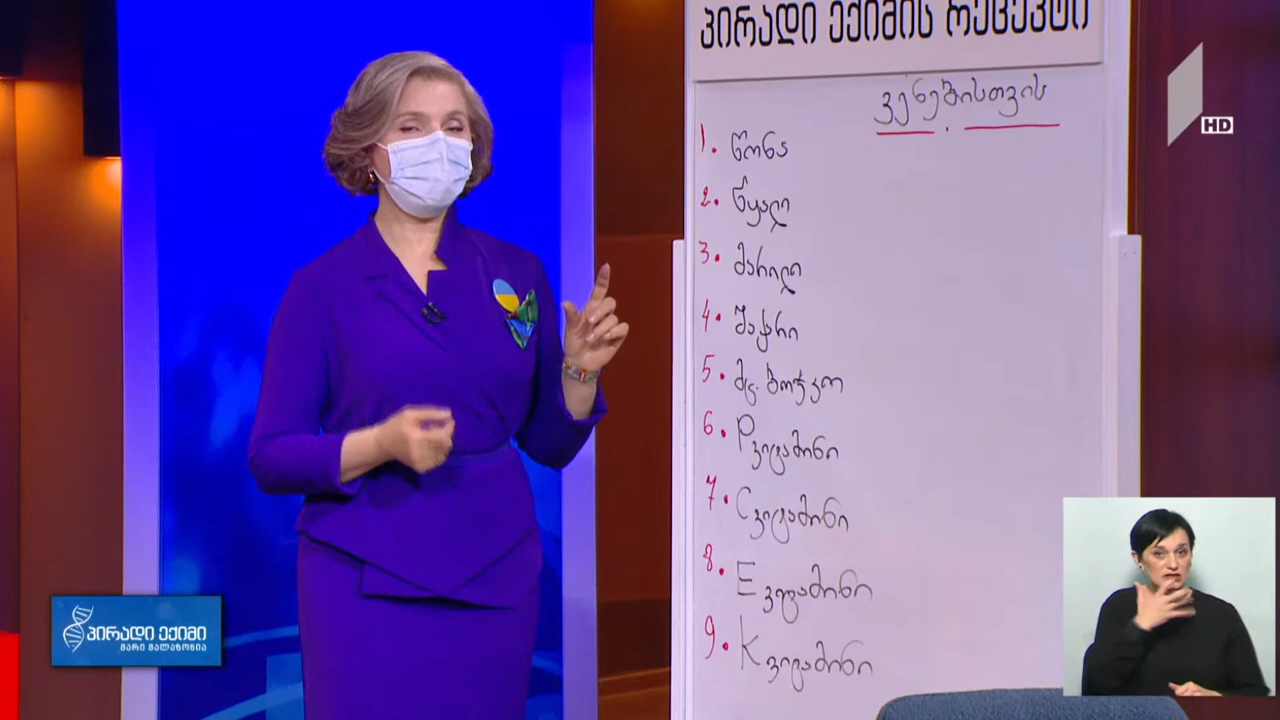 პირადი ექიმის რეცეპტი
ვენებისთვის
1. წონა
2. წყალი
3. მარილი
4. შაქარი
5. მც. ბოჭკო
6. P ვიტამინი
7. C ვიტამინი
8. E ვიტამინი
9. K ვიტამინი
HD
პირადი ექიმი
მარი მალაზონია